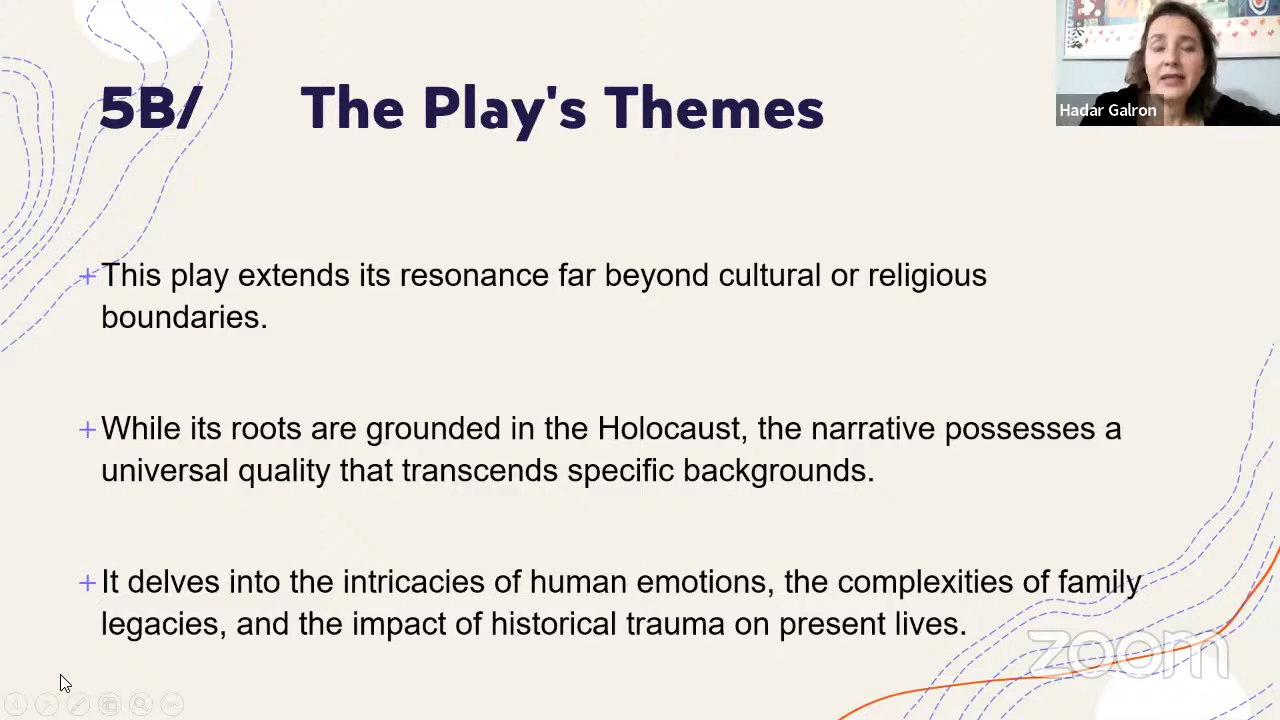 5B/ The Play's Themes
Hadar Galron
+This play extends its resonance far beyond cultural or religious
boundaries.
+While its roots are grounded in the Holocaust, the narrative possesses a
universal quality that transcends specific backgrounds.
+It delves into the intricacies of human emotions, the complexities of family
legacies, and the impact of historical trauma on present lives.
zoom